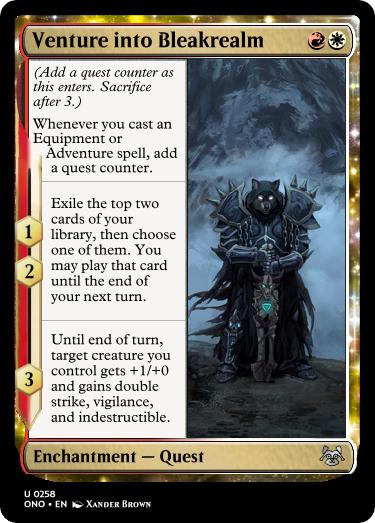 Venture into Bleakrealm
(Add a quest counter as
this enters. Sacrifice
after 3.)
Whenever you cast an
Equipment or
Adventure spell, add
a quest counter.
1
2
Exile the top two
cards of your
library, then choose
one of them. You
may play that card
until the end of
your next turn.
3
Until end of turn,
target creature you
control gets +1/+0
and gains double
strike, vigilance,
and indestructible.
Enchantment — Quest
U 0258
ONO • EN Xander Brown